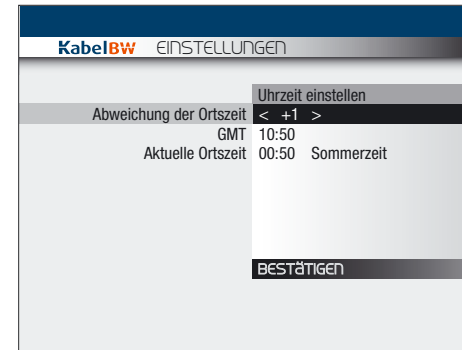 KabelBW EINSTELLUNGEN
Uhrzeit einstellen
Abweichung der Ortszeit < +1 >
GMT 10:50
Aktuelle Ortszeit 00:50 Sommerzeit
BESTÄTIGEN